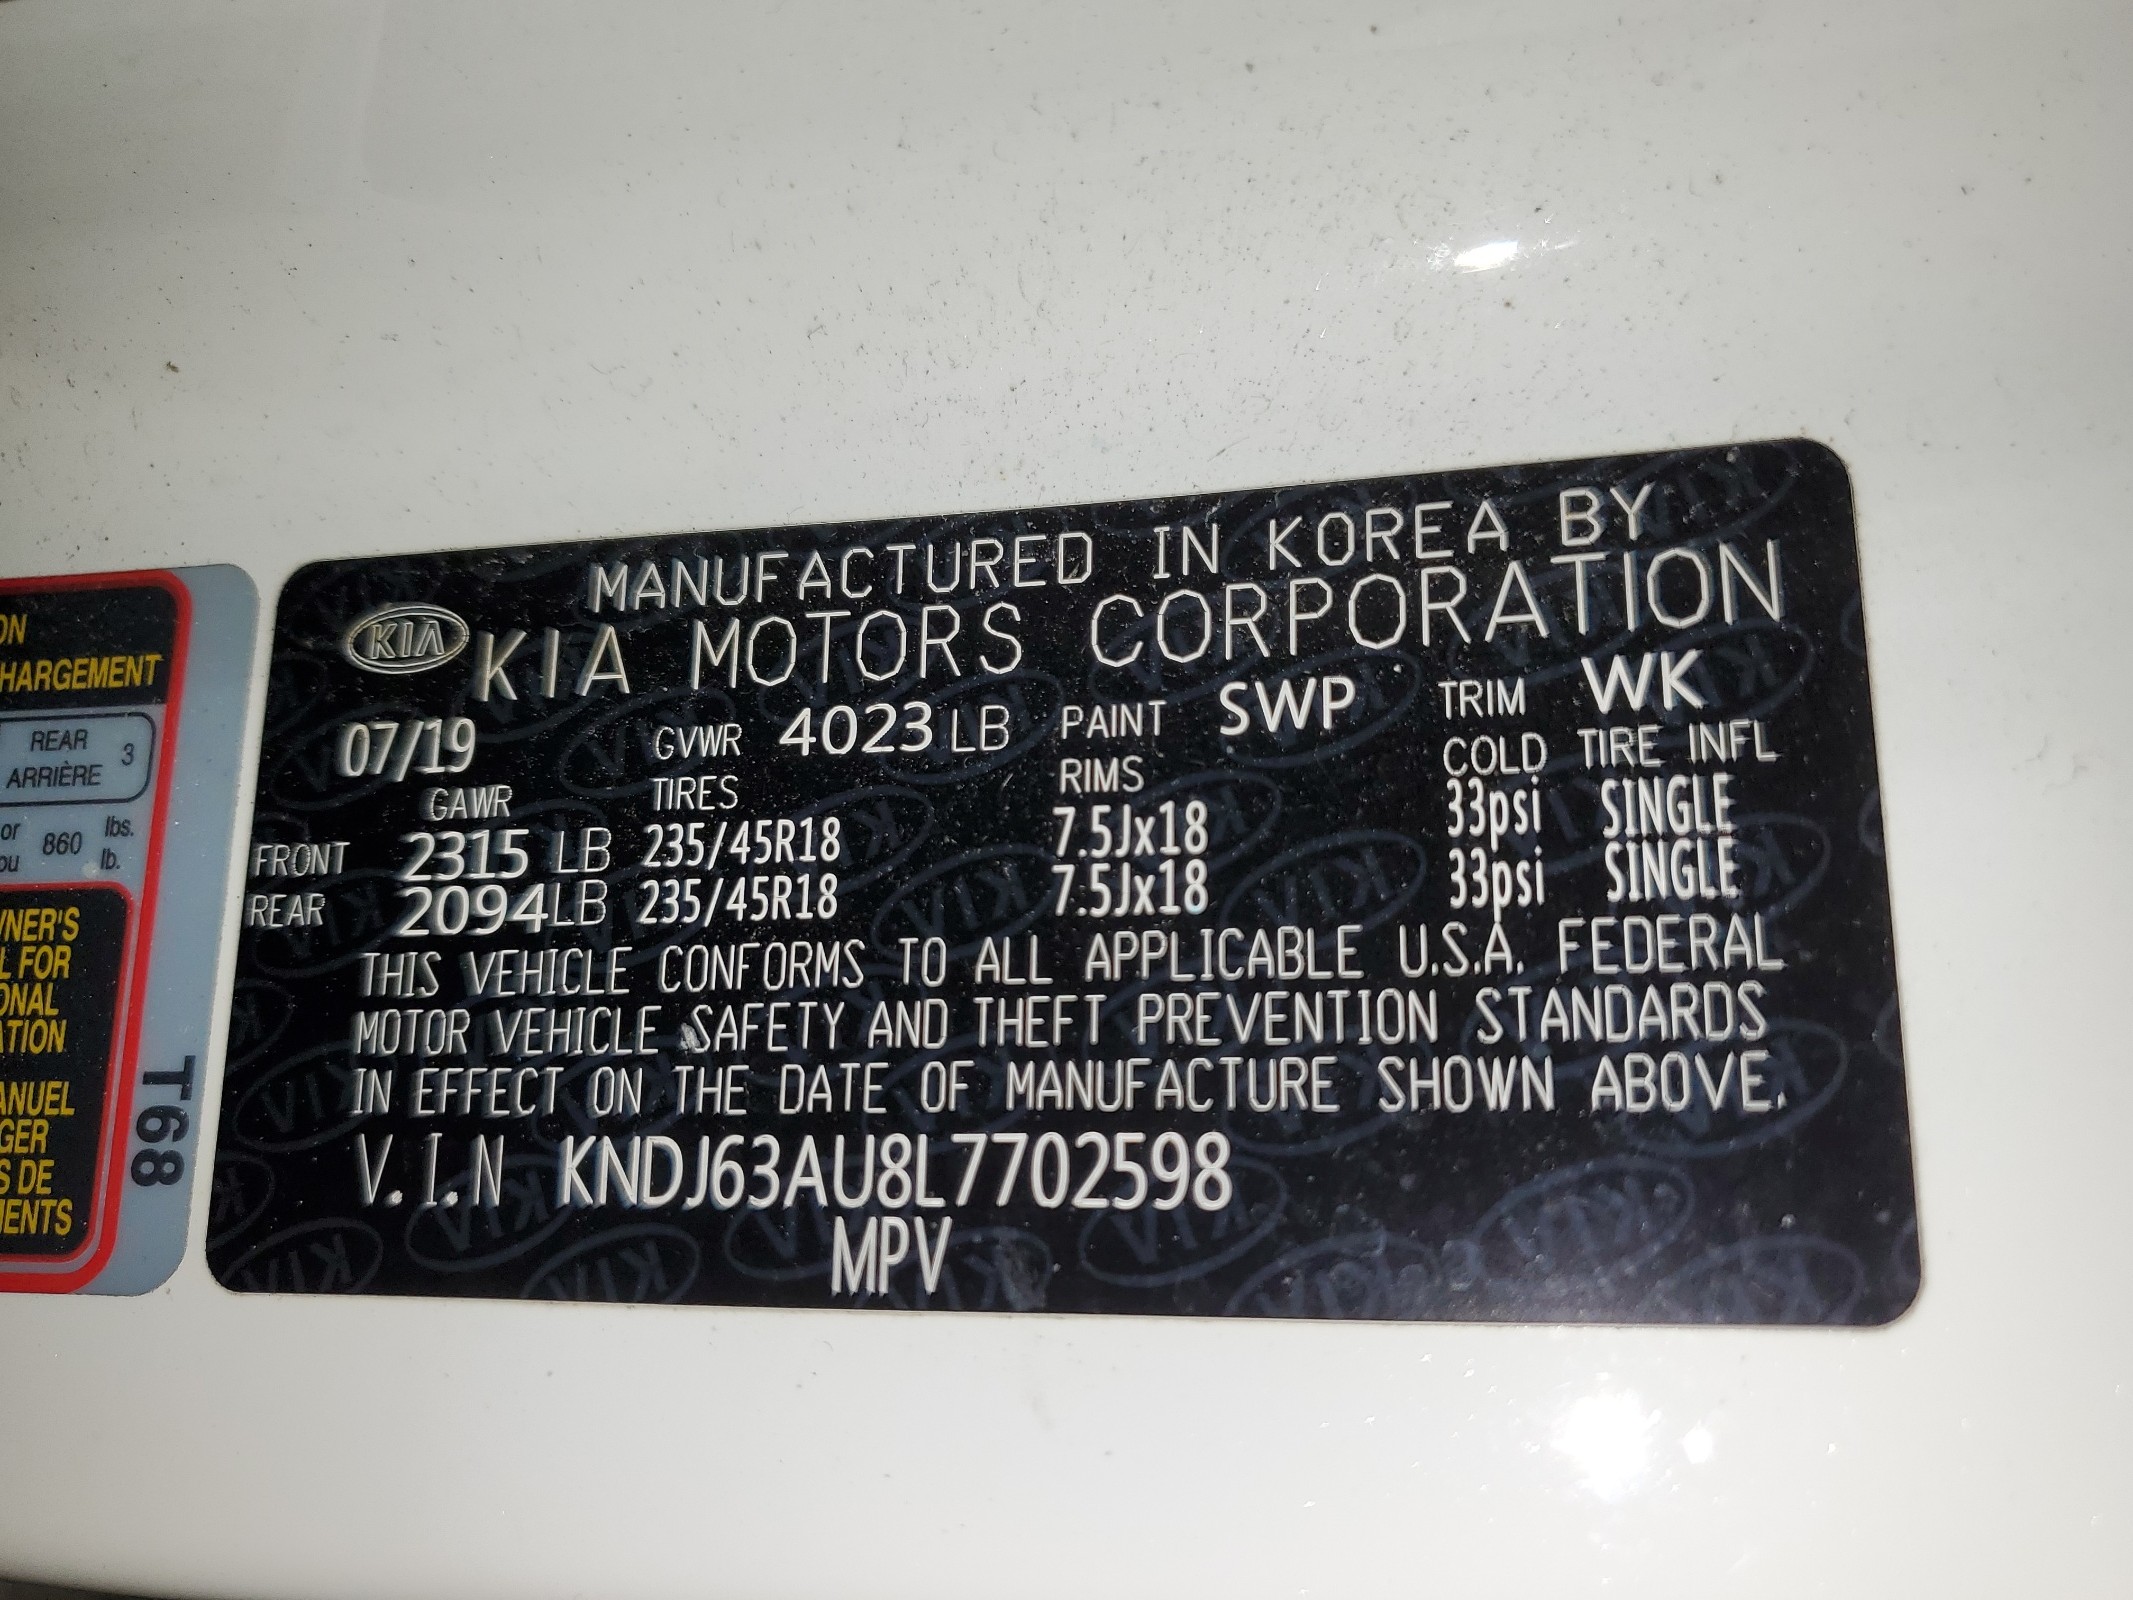 MANUFACTURED IN KOREA BY
KIA KIA MOTORS CORPORATION
07/19 GVWR 4023 LB PAINT SWP TRIM WK
GAWR TIRES RIMS COLD TIRE INFL
FRONT 2315 LB 235/45R18 7.5Jx18 33psi SINGLE
REAR 2094 LB 235/45R18 7.5Jx18 33psi SINGLE
THIS VEHICLE CONFORMS TO ALL APPLICABLE U.S.A. FEDERAL
MOTOR VEHICLE SAFETY AND THEFT PREVENTION STANDARDS
IN EFFECT ON THE DATE OF MANUFACTURE SHOWN ABOVE.
V.I.N KNDJ63AU8L7702598
MPV
REAR 3
ARRIÈRE
or 860 lbs.
lb.
FOR
DE
T68